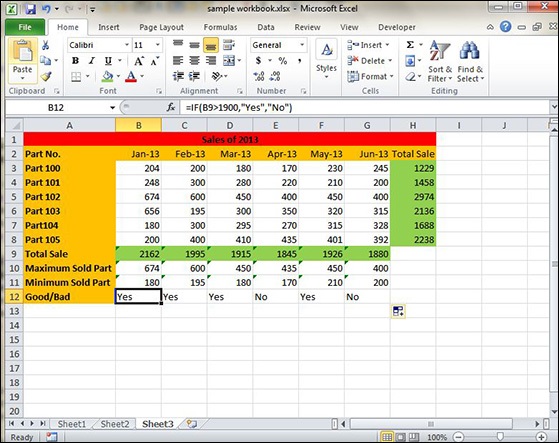 sample workbook.xlsx - Microsoft Excel
File Home Insert Page Layout Formulas Data Review View
Paste
Calibri 11
B I U A A
General
$ % ,
Styles
Insert
Delete
Format
Σ
Clipboard Font Alignment Number Cells Editing
B12 fx =IF(B9>1900,"Yes","No")
A B C D E F G H I J
1 Sales of 2013
2 Part No. Jan-13 Feb-13 Mar-13 Apr-13 May-13 Jun-13 Total Sale
3 Part 100 204 200 180 170 230 245 1229
4 Part 101 248 300 280 220 210 200 1458
5 Part 102 674 600 450 400 450 400 2974
6 Part 103 656 195 300 350 320 315 2136
7 Part104 180 300 295 270 315 328 1688
8 Part 105 200 400 410 435 401 392 2238
9 Total Sale 2162 1995 1915 1845 1926 1880
10 Maximum Sold Part 674 600 450 435 450 400
11 Minimum Sold Part 180 195 180 170 210 200
12 Good/Bad Yes Yes Yes No Yes No
13
14
15
16
17
18
19
20
Sheet1 Sheet2 Sheet3
Ready 100%